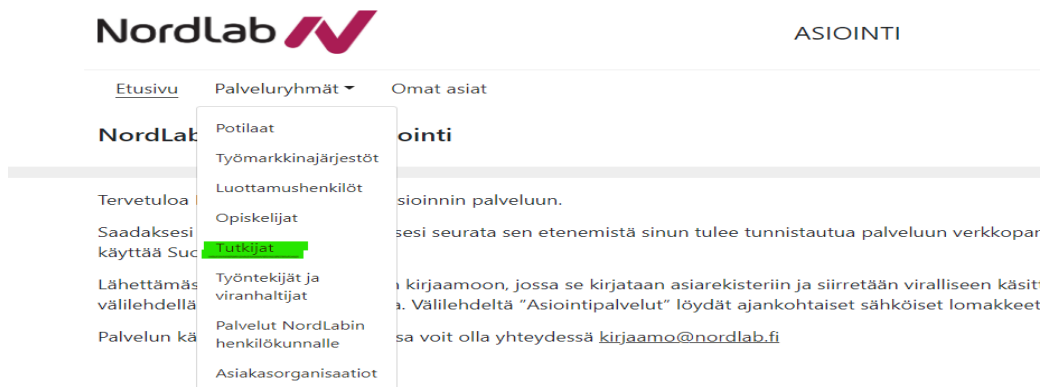 NordLab
ASIOINTI
Etusivu Palveluryhmät Omat asiat
Potilaat
NordLab ointi
Työmarkkinajärjestöt
Luottamushenkilöt
Tervetuloa sioinnin palveluun.
Opiskelijat
Saadaksesi sesi seurata sen etenemistä sinun tulee tunnistautua palveluun
Tutkijat
käyttää
Työntekijät ja
Lähettämäs kirjaamoon, jossa se kirjataan asiarekisteriin ja siirretään viralliseen
viranhaltijat
välilehdellä a. Välilehdeltä “Asiointipalvelut” löydät ajankohtaiset sähköiset lomakkeet
Palvelut NordLabin
Palvelun kä sa voit olla yhteydessä kirjaamo@nordlab.fi
henkilökunnalle
Asiakasorganisaatiot